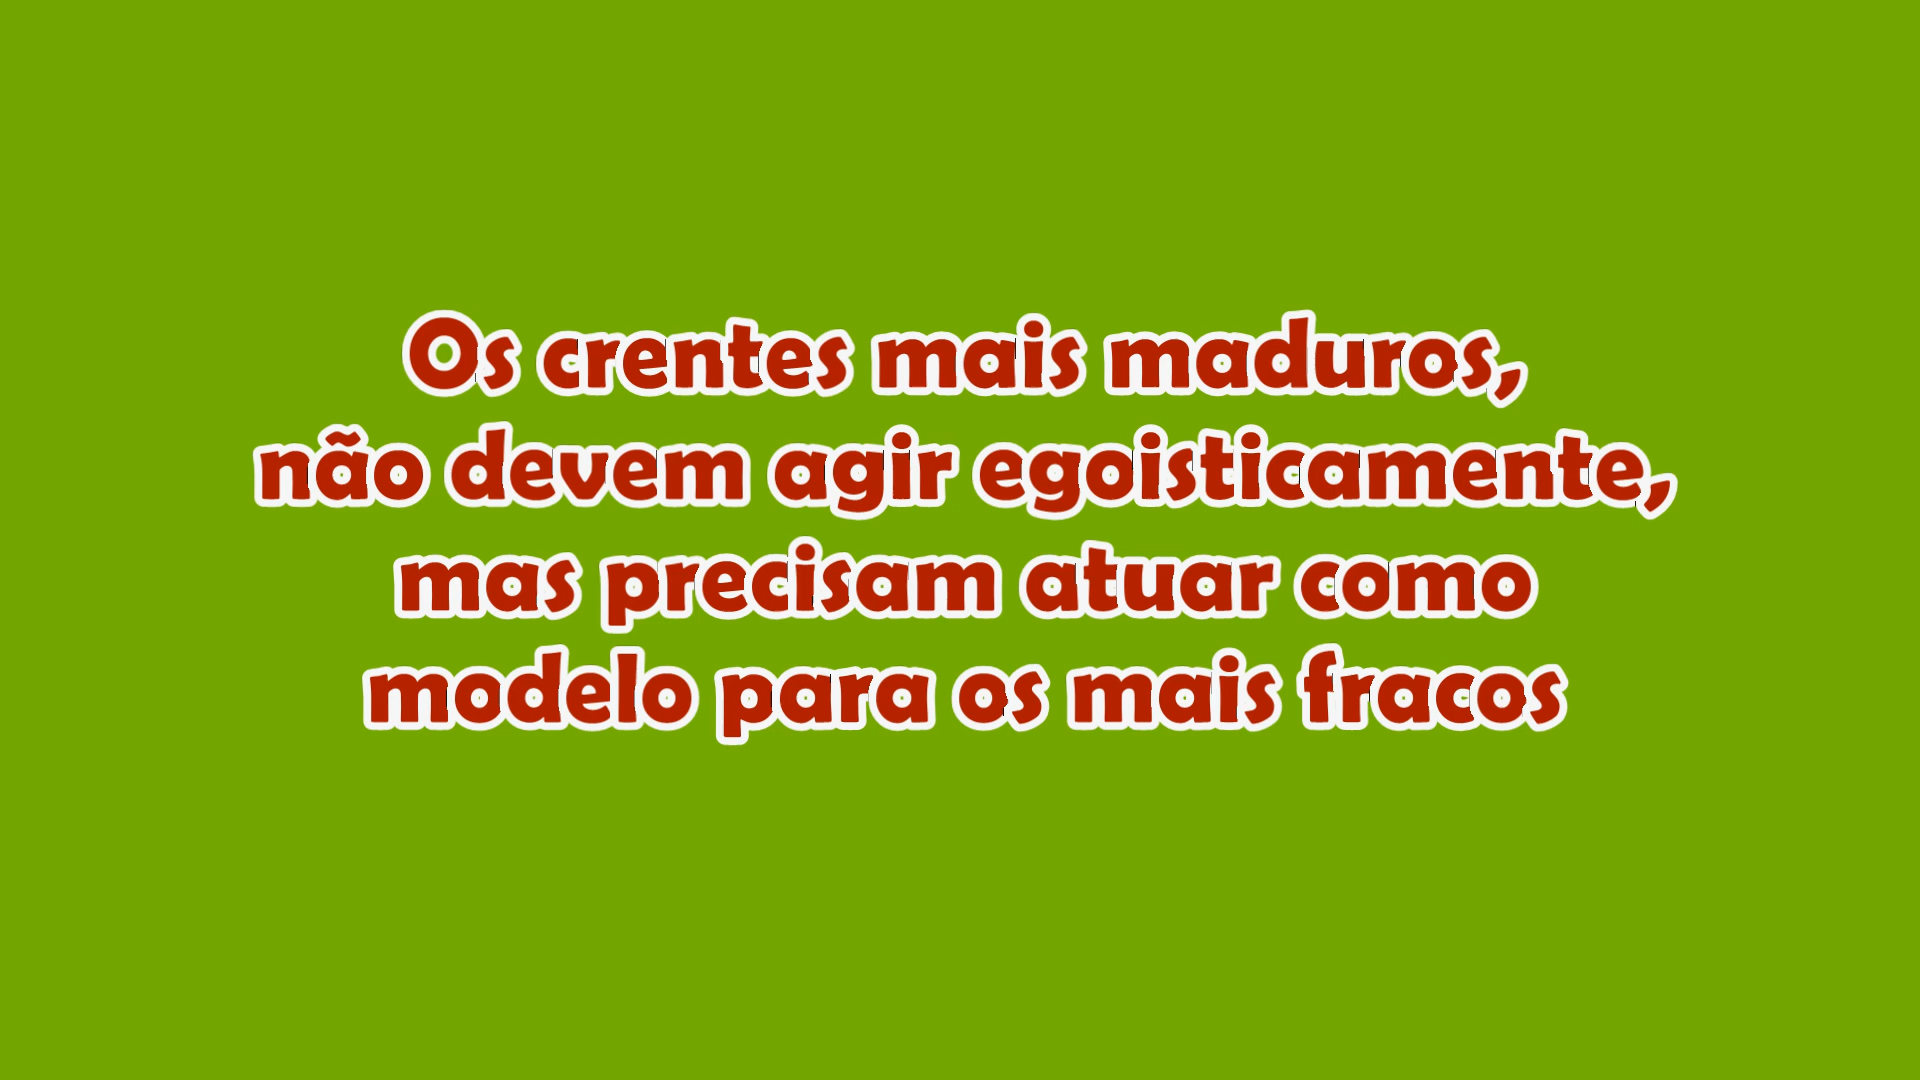 Os crentes mais maduros,
não devem agir egoisticamente,
mas precisam atuar como
modelo para os mais fracos